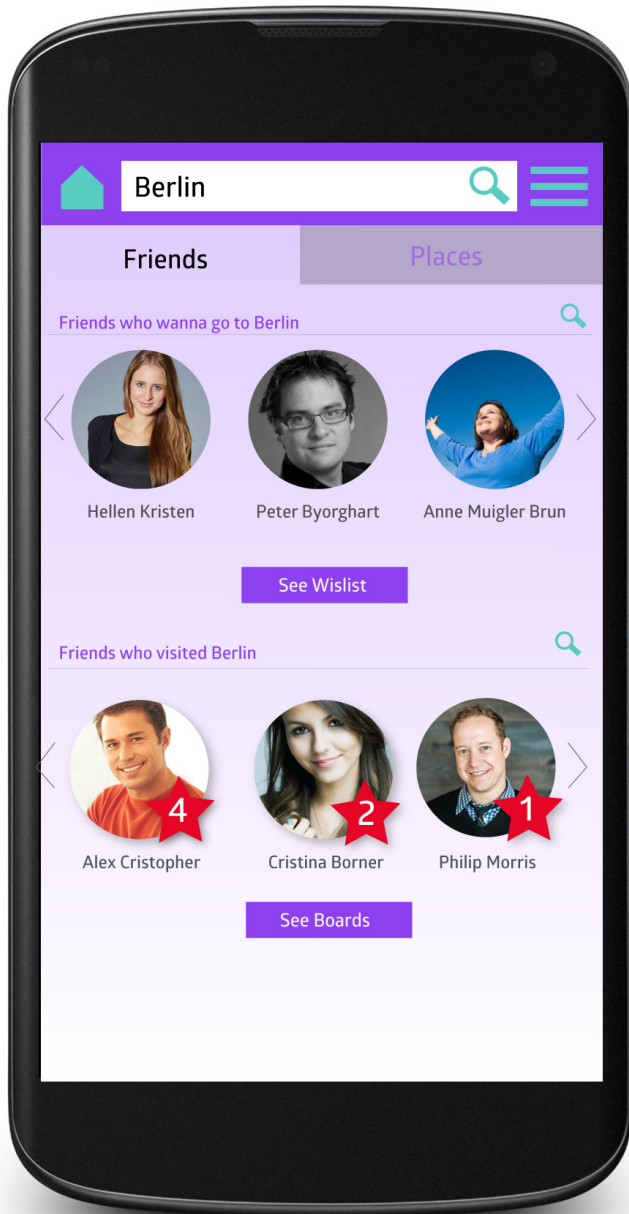 Berlin
Friends
Places
Friends who wanna go to Berlin
Hellen Kristen
Peter Byorghart
Anne Muigler Brun
See Wislist
Friends who visited Berlin
4
2
1
Alex Cristopher
Cristina Borner
Philip Morris
See Boards